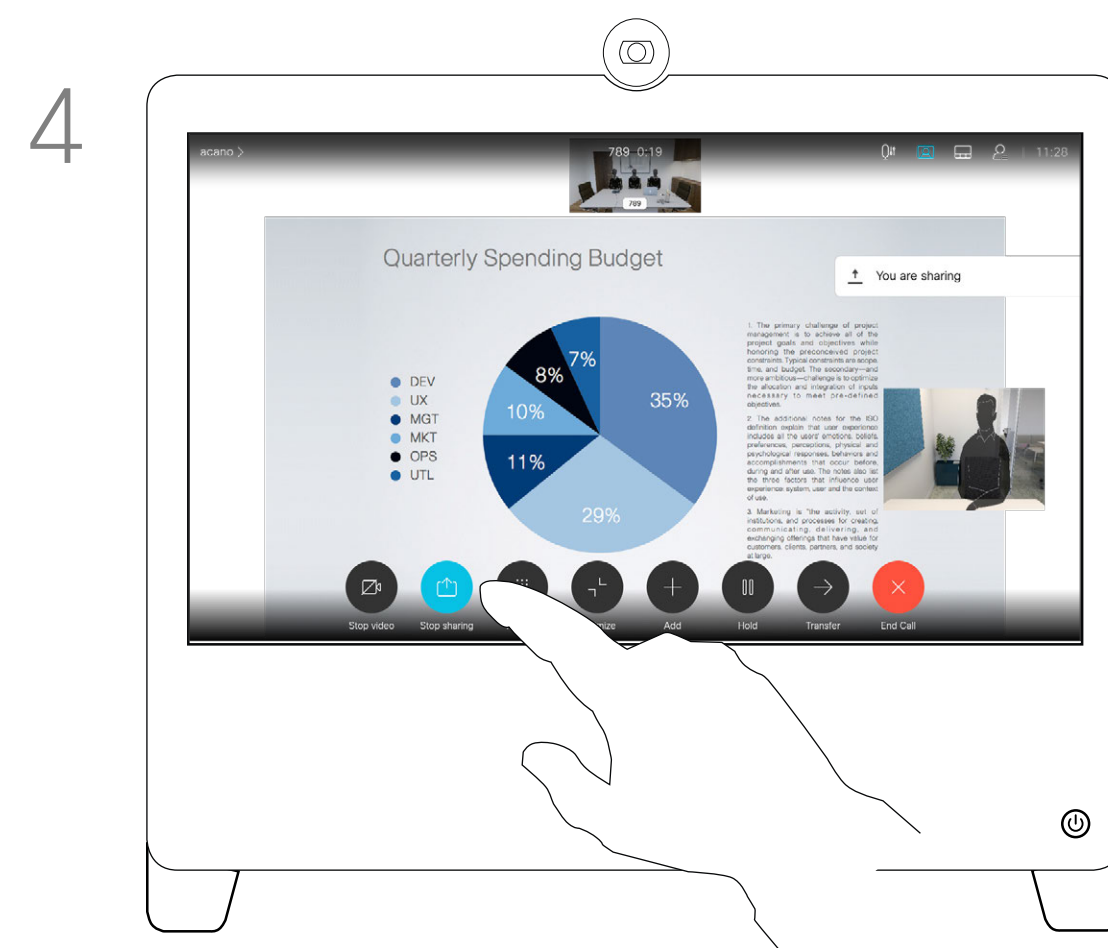 4
acano >
789 0:19
11:28
789
Quarterly Spending Budget
You are sharing
DEV
UX
MGT
MKT
OPS
UTL
7%
8%
35%
10%
11%
29%
1. The primary challenge of project
management is to achieve all of the
project goals and objectives while
honoring the preconceived project
constraints. Typical constraints are scope,
time, and budget. The secondary—and
more ambitious—challenge is to optimize
the allocation and integration of inputs
necessary to meet pre-defined
objectives.
2. The additional notes for the ISO
definition explain that user experience
includes all the users' emotions, beliefs,
preferences, perceptions, physical and
psychological responses, behaviors and
accomplishments that occur before,
during and after use. The notes also list
the three factors that influence user
experience: system, user and the context
of use.
3. Marketing is "the activity, set of
institutions, and processes for creating,
communicating, delivering, and
exchanging offerings that have value for
customers, clients, partners, and society
at large.
Stop video
Stop sharing
Add
Hold
Transfer
End Call